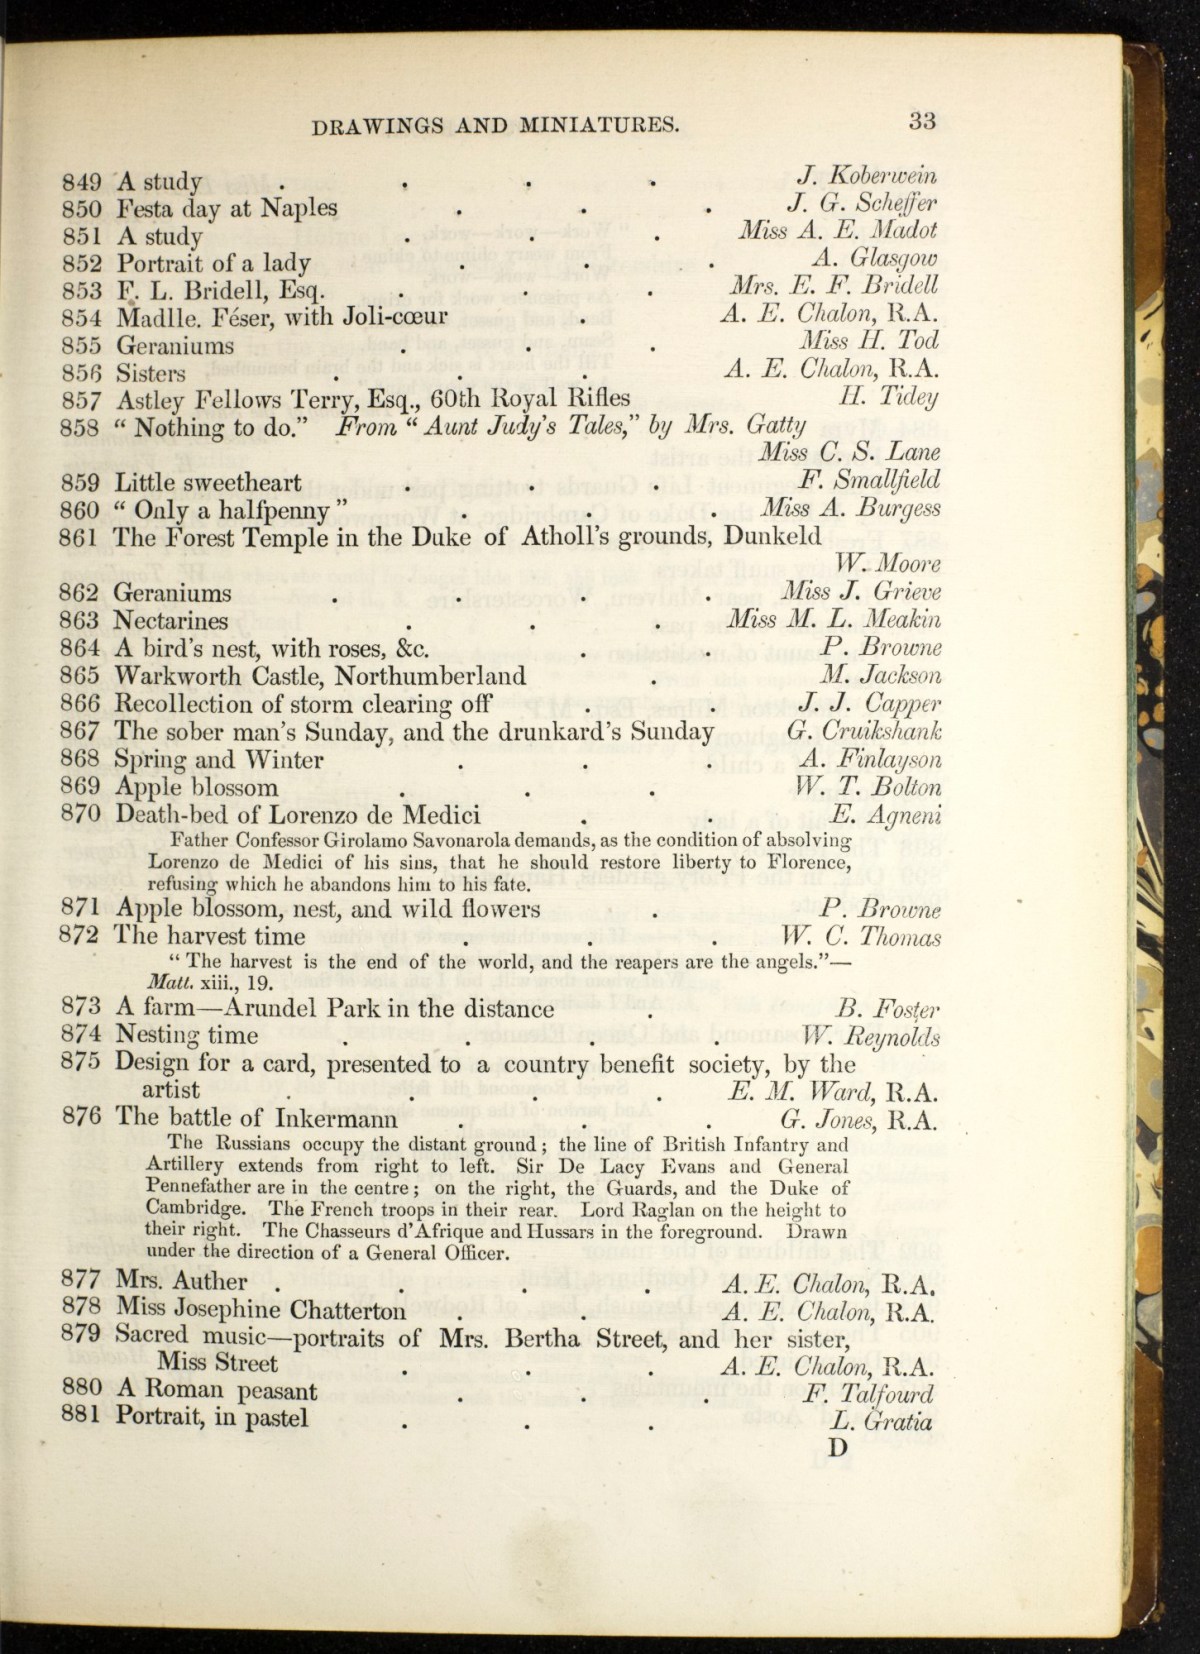 DRAWINGS AND MINIATURES. 33
849 A study . . . . J. Koberwein
850 Festa day at Naples . . . J. G. Scheffer
851 A study . . . Miss A. E. Madot
852 Portrait of a lady . . . A. Glasgow
853 F. L. Bridell, Esq. . . . Mrs. E. F. Bridell
854 Madlle. Féser, with Joli-cœur . A. E. Chalon, R.A.
855 Geraniums . . . Miss H. Tod
856 Sisters . . . A. E. Chalon, R.A.
857 Astley Fellows Terry, Esq., 60th Royal Rifles H. Tidey
858 “ Nothing to do.” From “ Aunt Judy's Tales,” by Mrs. Gatty
Miss C. S. Lane
859 Little sweetheart . . . F. Smallfield
860 “ Only a halfpenny ” . . . Miss A. Burgess
861 The Forest Temple in the Duke of Atholl's grounds, Dunkeld
W. Moore
862 Geraniums . . . . Miss J. Grieve
863 Nectarines . . . Miss M. L. Meakin
864 A bird's nest, with roses, &c. . . P. Browne
865 Warkworth Castle, Northumberland . M. Jackson
866 Recollection of storm clearing off . . J. J. Capper
867 The sober man's Sunday, and the drunkard's Sunday G. Cruikshank
868 Spring and Winter . . . A. Finlayson
869 Apple blossom . . . W. T. Bolton
870 Death-bed of Lorenzo de Medici . . E. Agneni
Father Confessor Girolamo Savonarola demands, as the condition of absolving
Lorenzo de Medici of his sins, that he should restore liberty to Florence,
refusing which he abandons him to his fate.
871 Apple blossom, nest, and wild flowers . P. Browne
872 The harvest time . . . W. C. Thomas
“ The harvest is the end of the world, and the reapers are the angels.”—
Matt. xiii., 19.
873 A farm—Arundel Park in the distance . B. Foster
874 Nesting time . . . . W. Reynolds
875 Design for a card, presented to a country benefit society, by the
artist . . . . E. M. Ward, R.A.
876 The battle of Inkermann . . . G. Jones, R.A.
The Russians occupy the distant ground ; the line of British Infantry and
Artillery extends from right to left. Sir De Lacy Evans and General
Pennefather are in the centre ; on the right, the Guards, and the Duke of
Cambridge. The French troops in their rear. Lord Raglan on the height to
their right. The Chasseurs d'Afrique and Hussars in the foreground. Drawn
under the direction of a General Officer.
877 Mrs. Auther . . . . A. E. Chalon, R.A.
878 Miss Josephine Chatterton . . A. E. Chalon, R.A.
879 Sacred music—portraits of Mrs. Bertha Street, and her sister,
Miss Street . . . A. E. Chalon, R.A.
880 A Roman peasant . . . F. Talfourd
881 Portrait, in pastel . . . L. Gratia
D